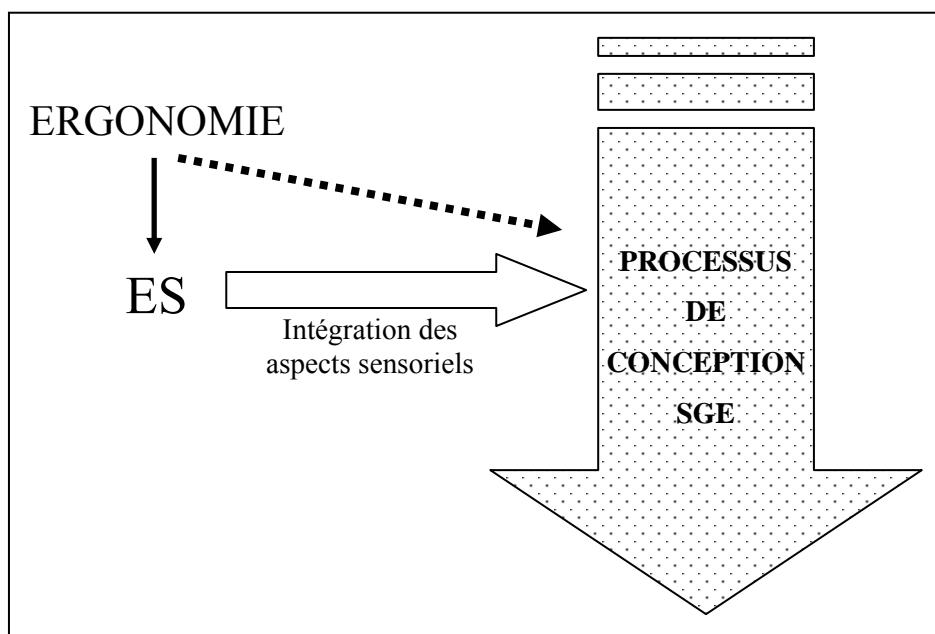 ERGONOMIE
ES
Intégration des
aspects sensoriels
PROCESSUS
DE
CONCEPTION
SGE